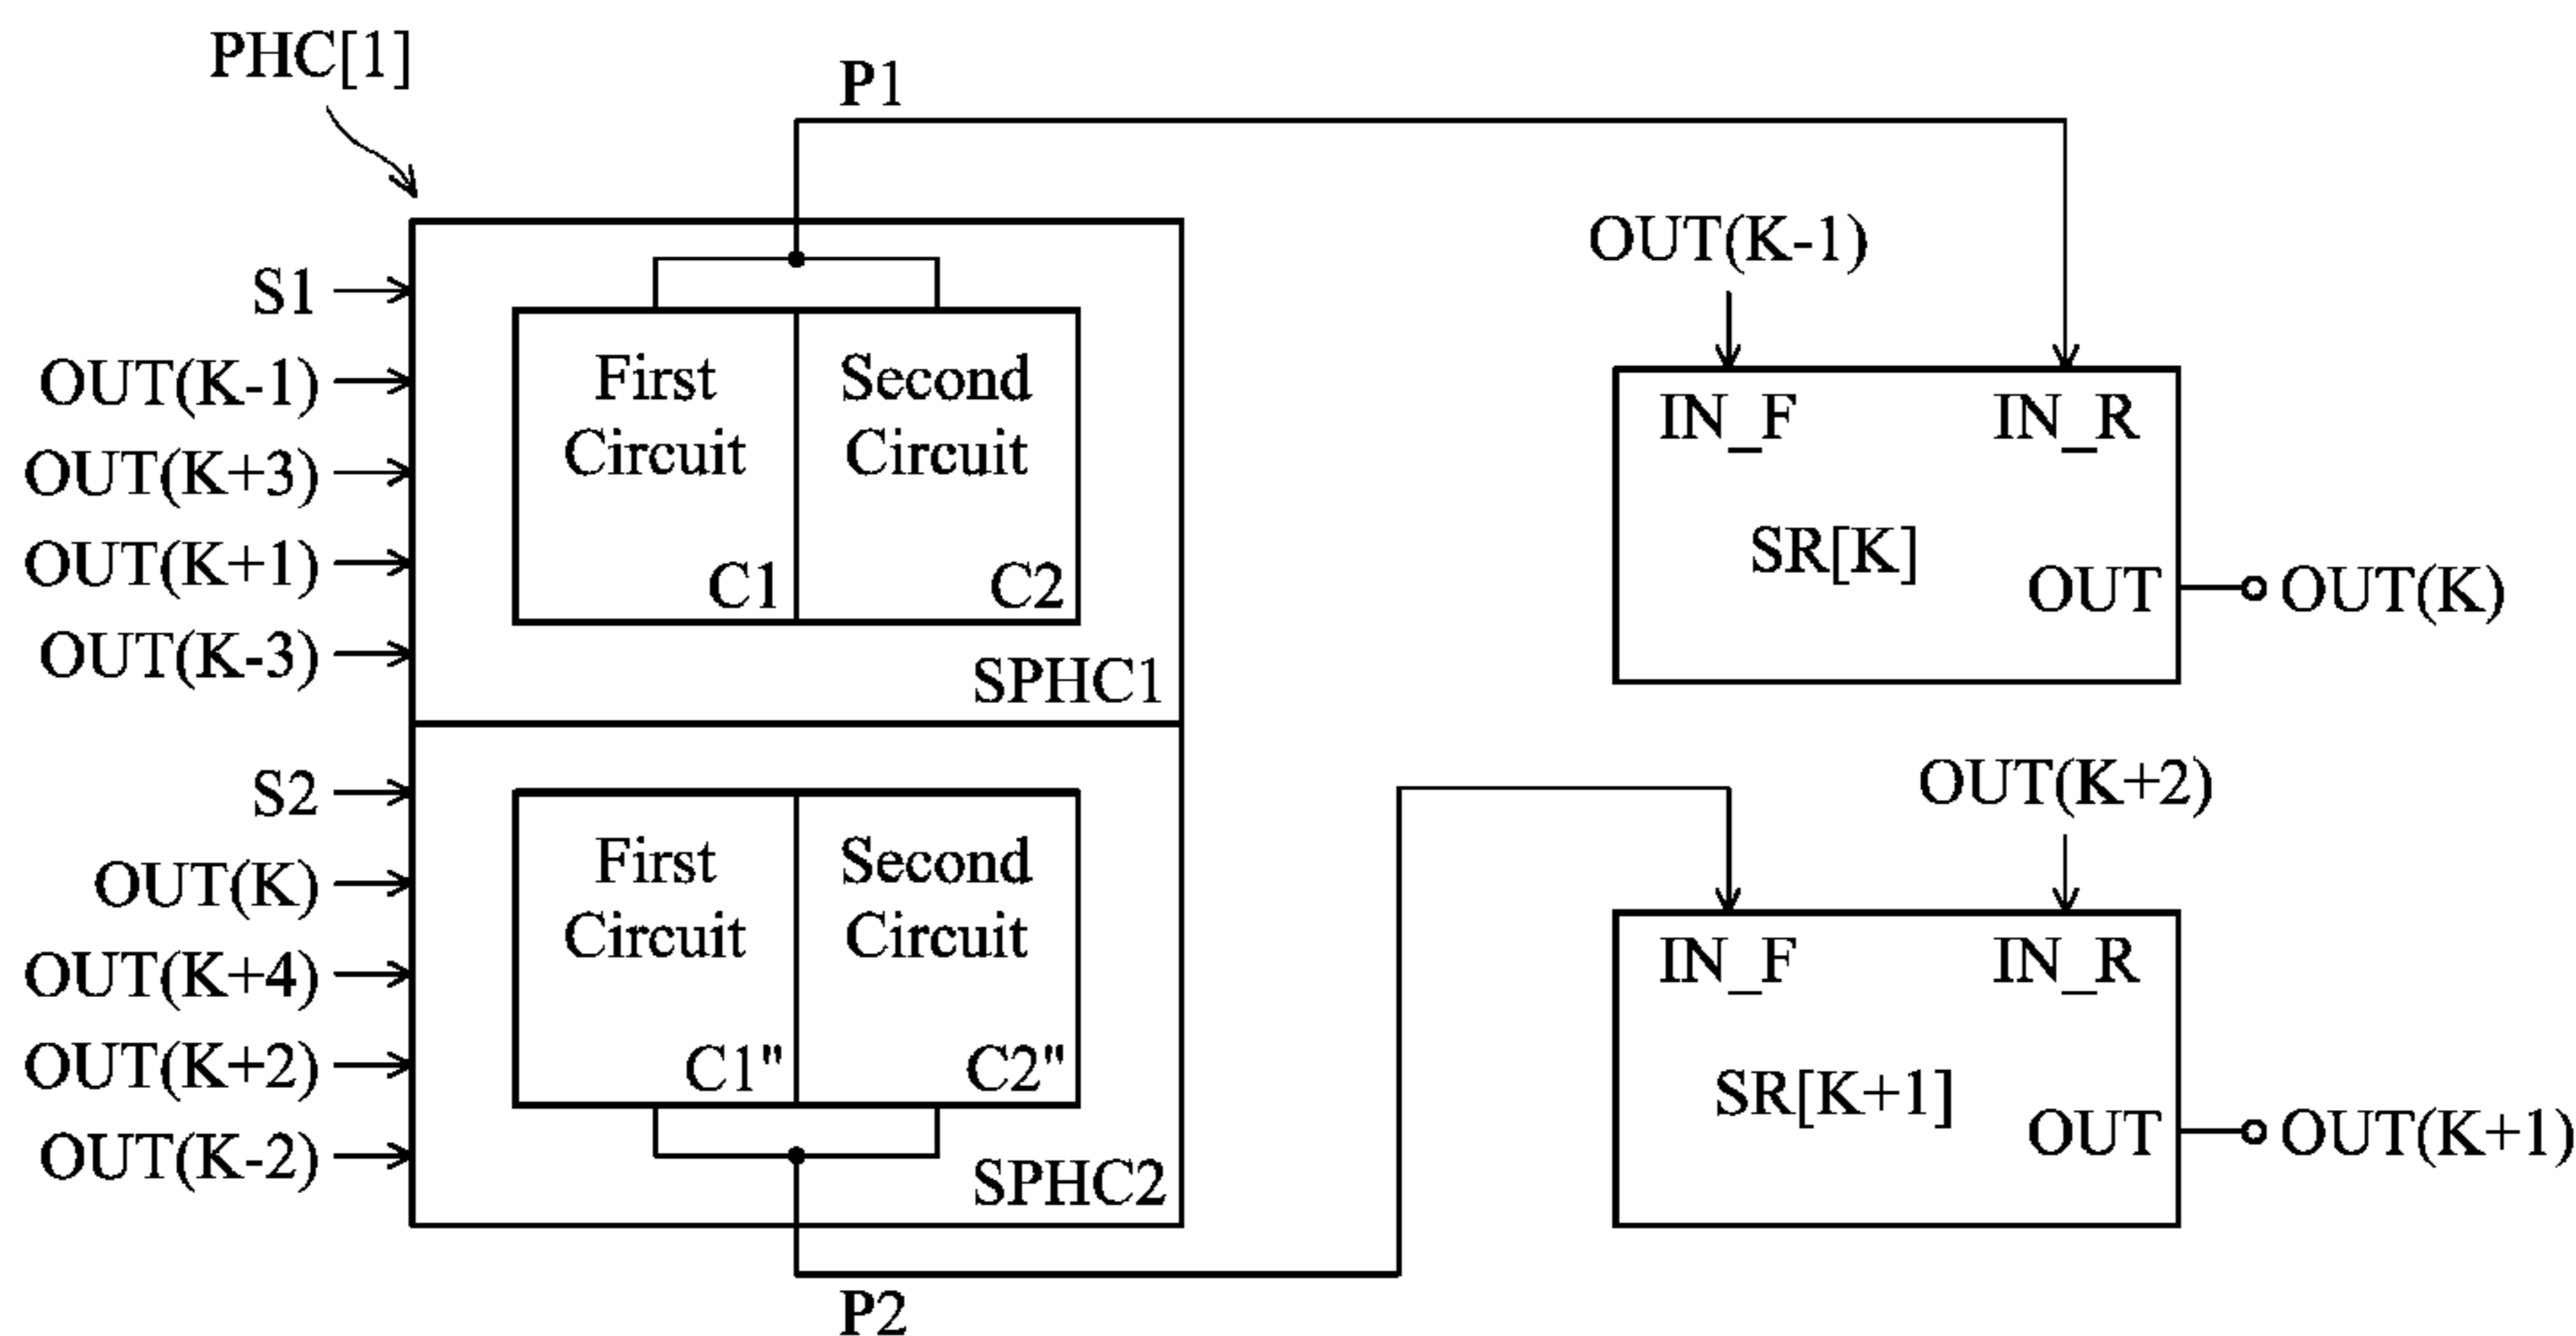 PHC[1]
P1
S1
OUT(K-1)
OUT(K+3)
OUT(K+1)
OUT(K-3)
First
Circuit
C1
Second
Circuit
C2
SPHC1
OUT(K-1)
IN_F
IN_R
SR[K]
OUT
OUT(K)
S2
OUT(K)
OUT(K+4)
OUT(K+2)
OUT(K-2)
First
Circuit
C1"
Second
Circuit
C2"
SPHC2
P2
OUT(K+2)
IN_F
IN_R
SR[K+1]
OUT
OUT(K+1)